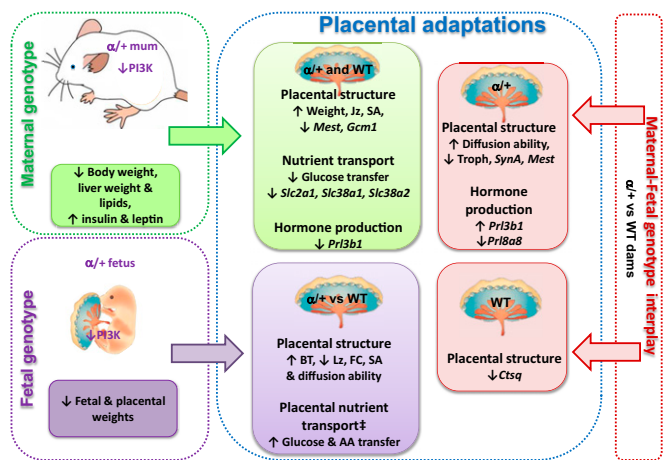 Placental adaptations
Maternal genotype
α/+ mum
↓PI3K
↓ Body weight,
liver weight &
lipids,
↑ insulin & leptin
α/+ and WT
Placental structure
↑ Weight, Jz, SA,
↓ Mest, Gcm1
Nutrient transport
↓ Glucose transfer
↓ Slc2a1, Slc38a1, Slc38a2
Hormone production
↓ Prl3b1
α/+
Placental structure
↑ Diffusion ability,
↓ Troph, SynA, Mest
Hormone
production
↑ Prl3b1
↓Prl8a8
Fetal genotype
α/+ fetus
↓PI3K
↓ Fetal & placental
weights
α/+ vs WT
Placental structure
↑ BT, ↓ Lz, FC, SA
& diffusion ability
Placental nutrient
transport‡
↑ Glucose & AA transfer
WT
Placental structure
↓Ctsq
Maternal-Fetal genotype interplay
α/+ vs WT dams